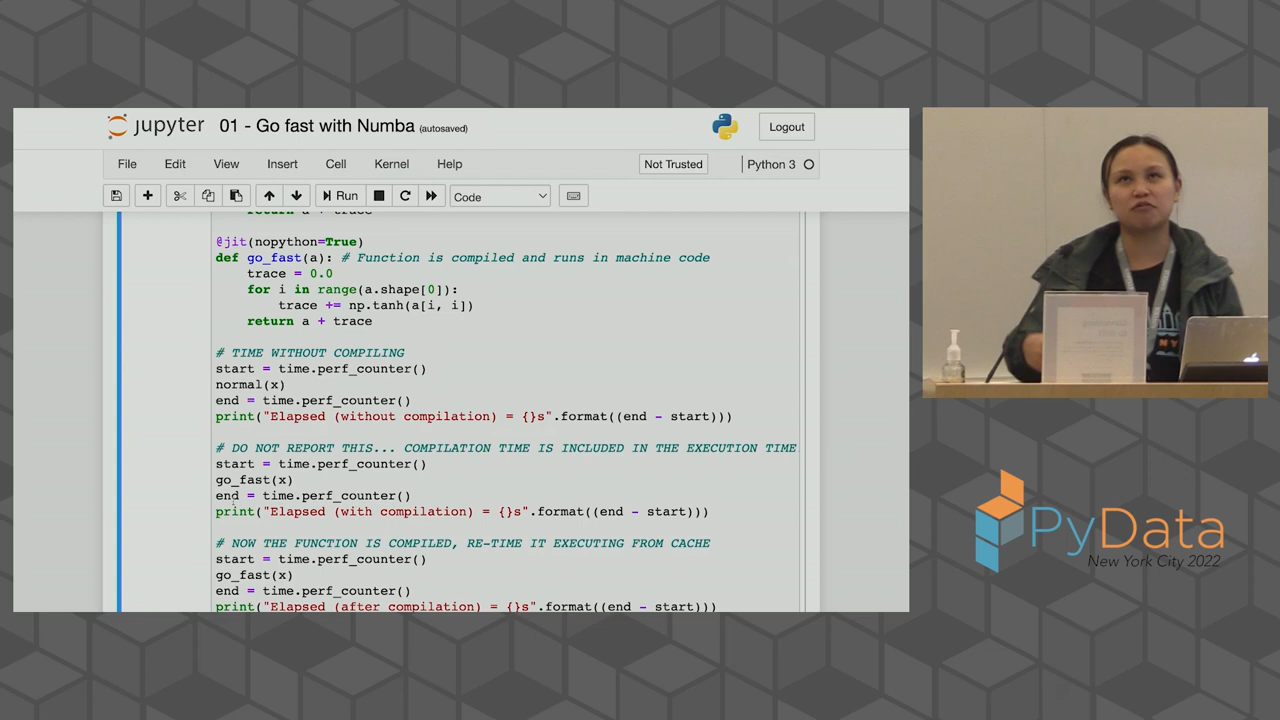 jupyter 01 - Go fast with Numba (autosaved)
Logout
File Edit View Insert Cell Kernel Help Not Trusted Python 3
Run Code
return a + trace
@jit(nopython=True)
def go_fast(a): # Function is compiled and runs in machine code
    trace = 0.0
    for i in range(a.shape[0]):
        trace += np.tanh(a[i, i])
    return a + trace
# TIME WITHOUT COMPILING
start = time.perf_counter()
normal(x)
end = time.perf_counter()
print("Elapsed (without compilation) = {}s".format((end - start)))
# DO NOT REPORT THIS... COMPILATION TIME IS INCLUDED IN THE EXECUTION TIME
start = time.perf_counter()
go_fast(x)
end = time.perf_counter()
print("Elapsed (with compilation) = {}s".format((end - start)))
# NOW THE FUNCTION IS COMPILED, RE-TIME IT EXECUTING FROM CACHE
start = time.perf_counter()
go_fast(x)
end = time.perf_counter()
print("Elapsed (after compilation) = {}s".format((end - start)))
PyData
New York City 2022